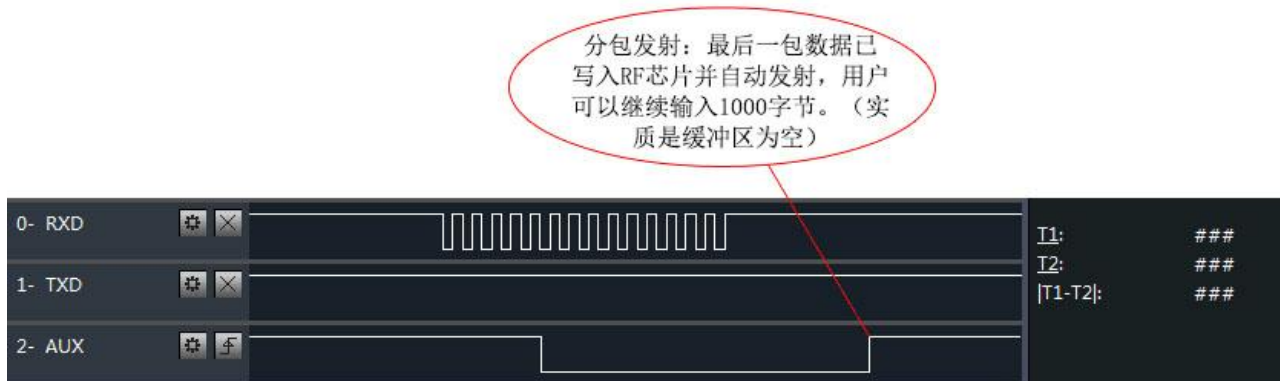 分包发射：最后一包数据已
写入RF芯片并自动发射，用户
可以继续输入1000字节。（实
质是缓冲区为空）
0- RXD
1- TXD
2- AUX
T1: ###
T2: ###
|T1-T2|: ###